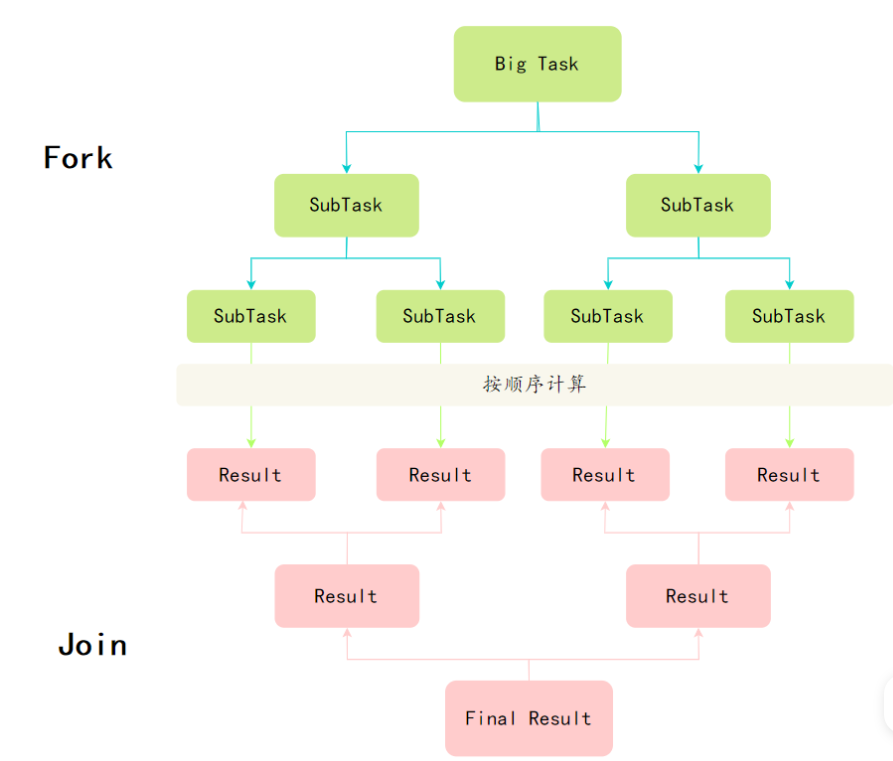 Big Task
Fork
SubTask
SubTask
SubTask
SubTask
SubTask
SubTask
按顺序计算
Result
Result
Result
Result
Result
Result
Join
Final Result